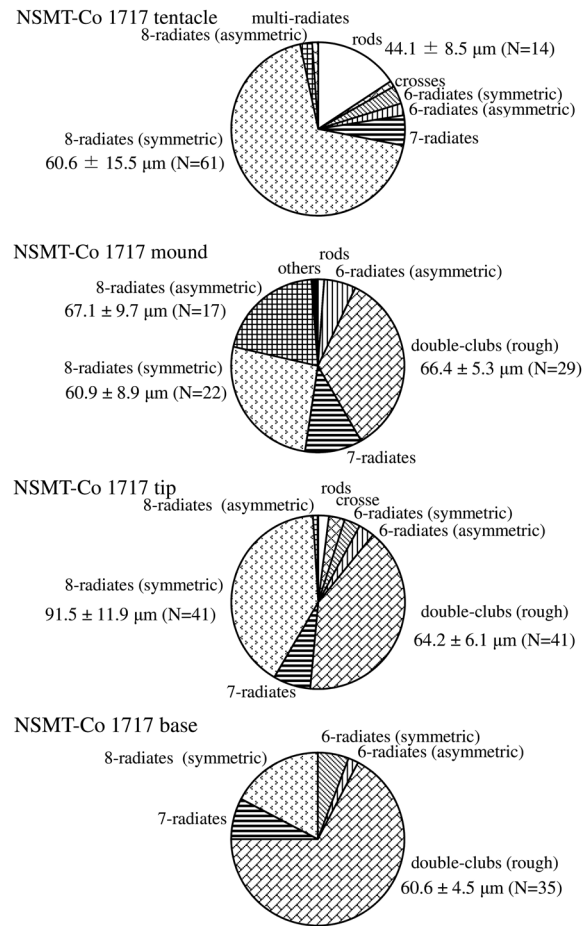 NSMT-Co 1717 tentacle
multi-radiates
8-radiates (asymmetric)
rods
44.1 ± 8.5 μm (N=14)
crosses
6-radiates (symmetric)
6-radiates (asymmetric)
7-radiates
8-radiates (symmetric)
60.6 ± 15.5 μm (N=61)
NSMT-Co 1717 mound
rods
others
6-radiates (asymmetric)
8-radiates (asymmetric)
67.1 ± 9.7 μm (N=17)
double-clubs (rough)
66.4 ± 5.3 μm (N=29)
8-radiates (symmetric)
60.9 ± 8.9 μm (N=22)
7-radiates
NSMT-Co 1717 tip
rods
8-radiates (asymmetric)
crosse
6-radiates (symmetric)
6-radiates (asymmetric)
8-radiates (symmetric)
91.5 ± 11.9 μm (N=41)
double-clubs (rough)
64.2 ± 6.1 μm (N=41)
7-radiates
NSMT-Co 1717 base
6-radiates (symmetric)
6-radiates (asymmetric)
8-radiates (symmetric)
7-radiates
double-clubs (rough)
60.6 ± 4.5 μm (N=35)